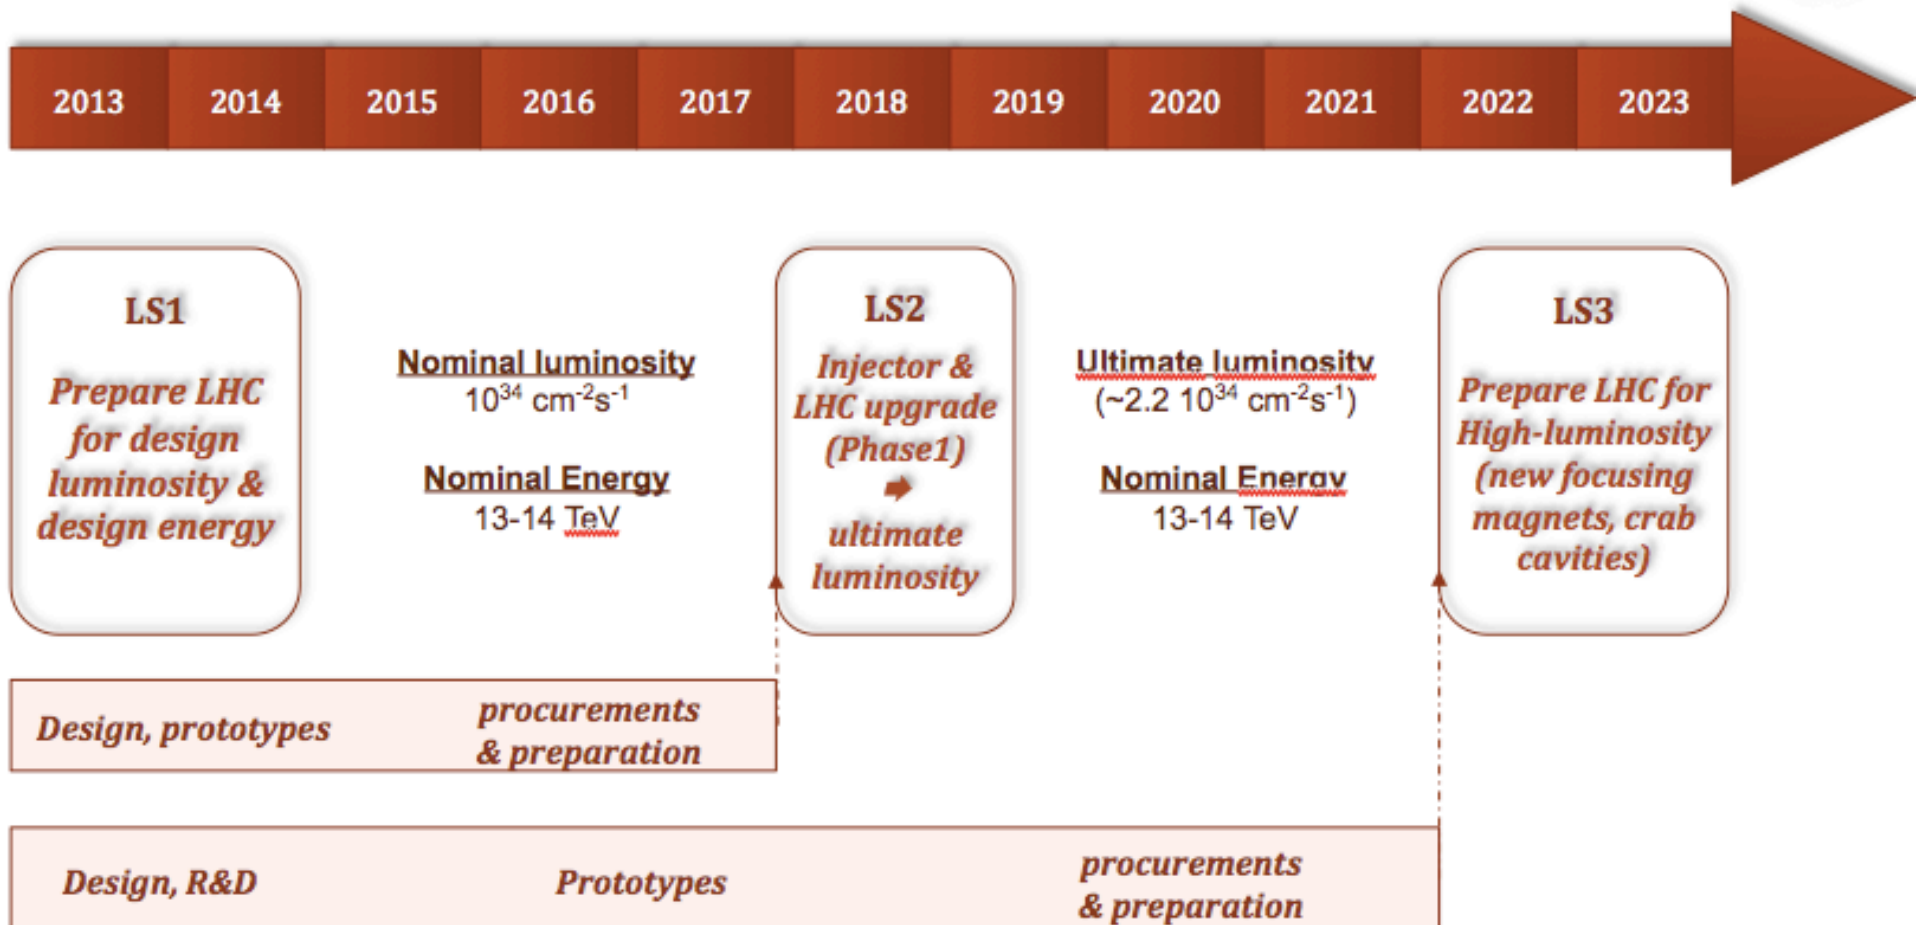 2013 2014 2015 2016 2017 2018 2019 2020 2021 2022 2023
LS1
Prepare LHC
for design
luminosity &
design energy
Nominal luminosity
10³⁴ cm⁻²s⁻¹
Nominal Energy
13-14 TeV
LS2
Injector &
LHC upgrade
(Phase1)
➡
ultimate
luminosity
Ultimate luminosity
(~2.2 10³⁴ cm⁻²s⁻¹)
Nominal Energy
13-14 TeV
LS3
Prepare LHC for
High-luminosity
(new focusing
magnets, crab
cavities)
Design, prototypes
procurements
& preparation
Design, R&D
Prototypes
procurements
& preparation